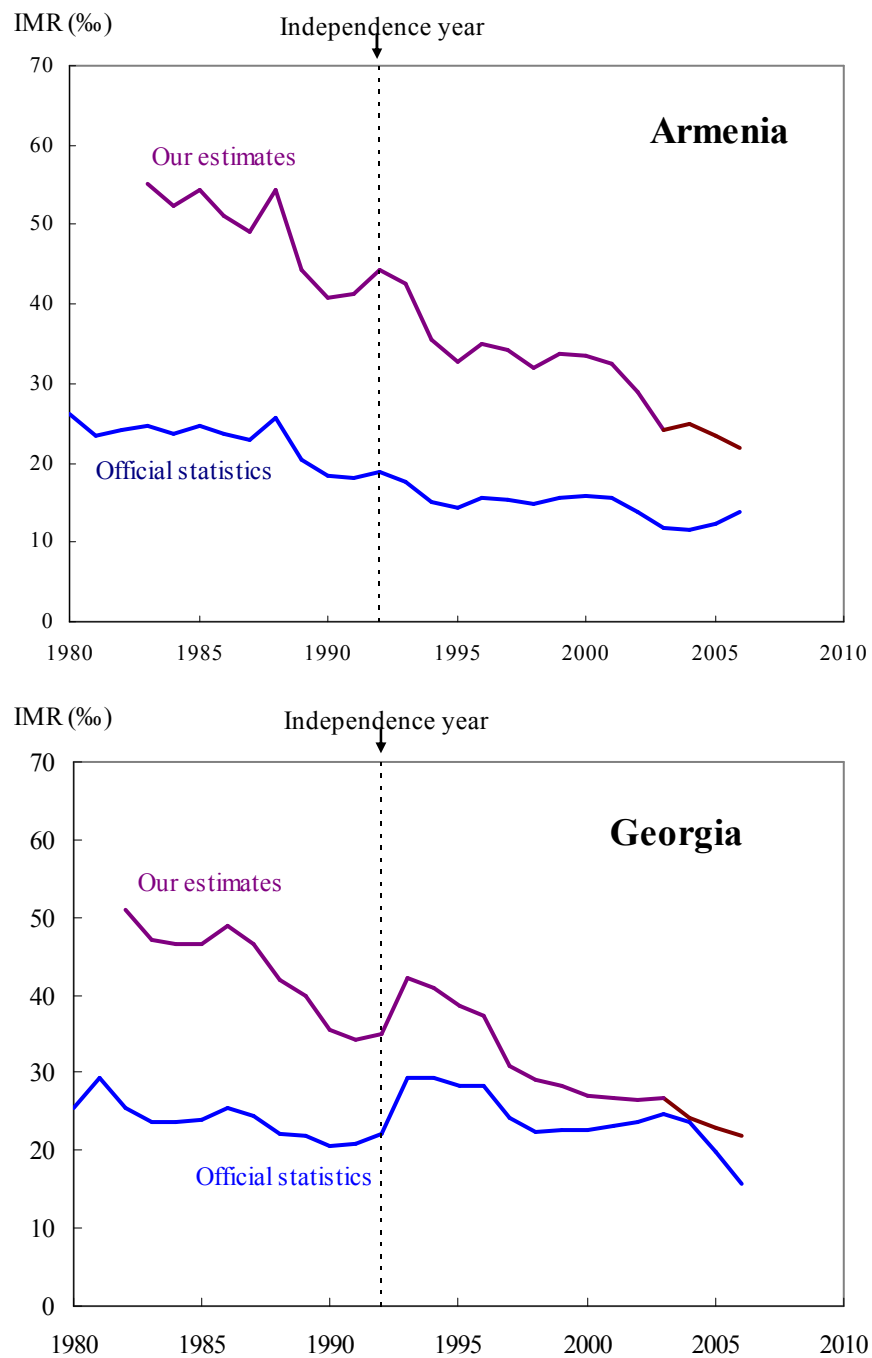 IMR (‰)
Independence year
70
Armenia
60
Our estimates
50
40
30
20
Official statistics
10
0
1980 1985 1990 1995 2000 2005 2010
IMR (‰)
Independence year
70
Georgia
60
Our estimates
50
40
30
20
Official statistics
10
0
1980 1985 1990 1995 2000 2005 2010